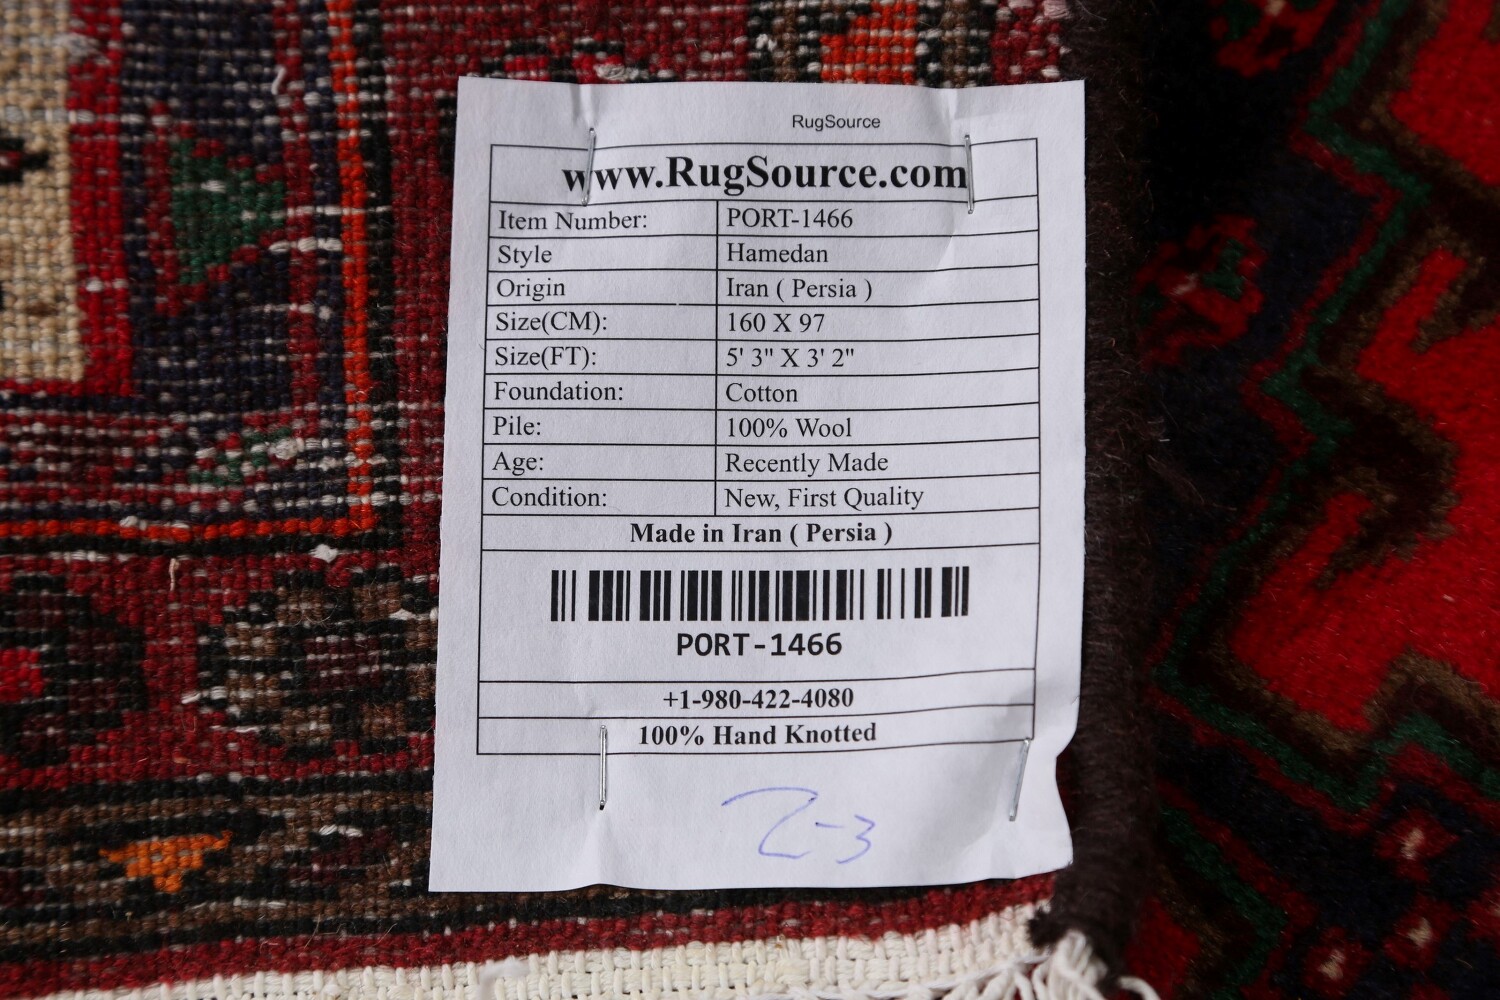 RugSource
www.RugSource.com
Item Number: PORT-1466
Style Hamedan
Origin Iran ( Persia )
Size(CM): 160 X 97
Size(FT): 5' 3" X 3' 2"
Foundation: Cotton
Pile: 100% Wool
Age: Recently Made
Condition: New, First Quality
Made in Iran ( Persia )
PORT-1466
+1-980-422-4080
100% Hand Knotted
Z-3